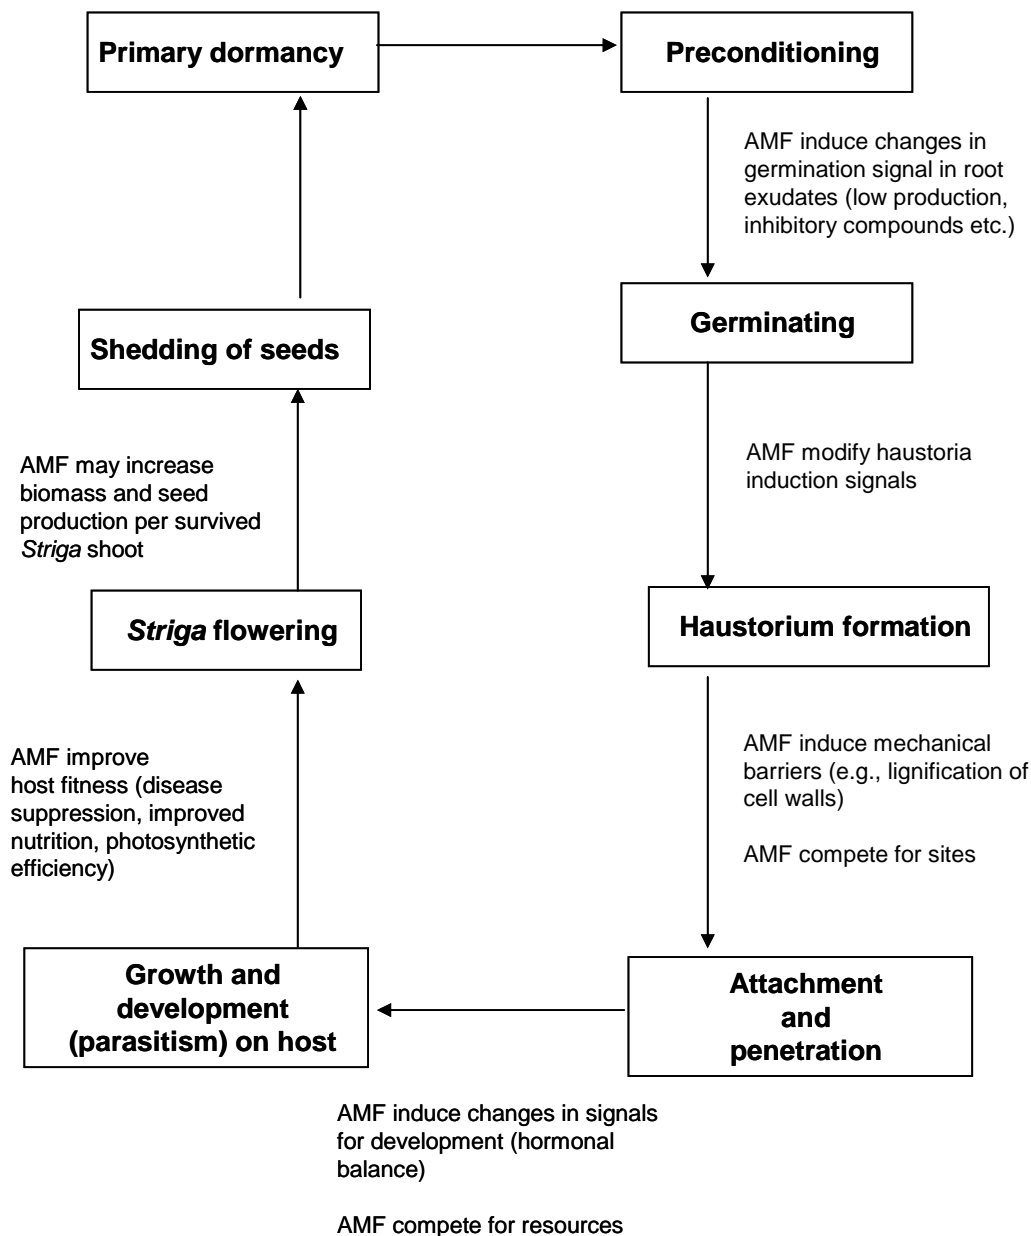 Primary dormancy
Preconditioning
AMF induce changes in
germination signal in root
exudates (low production,
inhibitory compounds etc.)
Germinating
AMF modify haustoria
induction signals
Haustorium formation
AMF induce mechanical
barriers (e.g., lignification of
cell walls)
AMF compete for sites
Attachment
and
penetration
AMF induce changes in signals
for development (hormonal
balance)
AMF compete for resources
Growth and
development
(parasitism) on host
AMF improve
host fitness (disease
suppression, improved
nutrition, photosynthetic
efficiency)
Striga flowering
AMF may increase
biomass and seed
production per survived
Striga shoot
Shedding of seeds